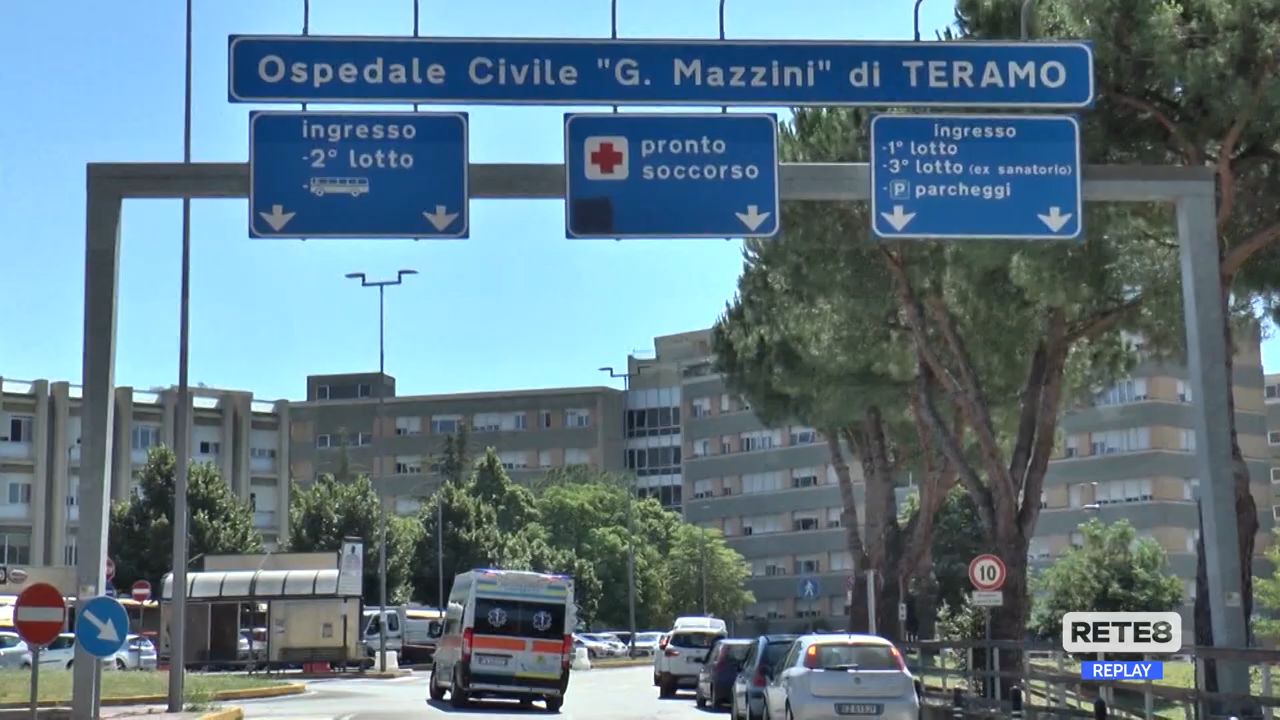 Ospedale Civile "G. Mazzini" di TERAMO
ingresso
-2° lotto
pronto
soccorso
ingresso
-1° lotto
-3° lotto (ex sanatorio)
-P parcheggi
10
RETE8
REPLAY